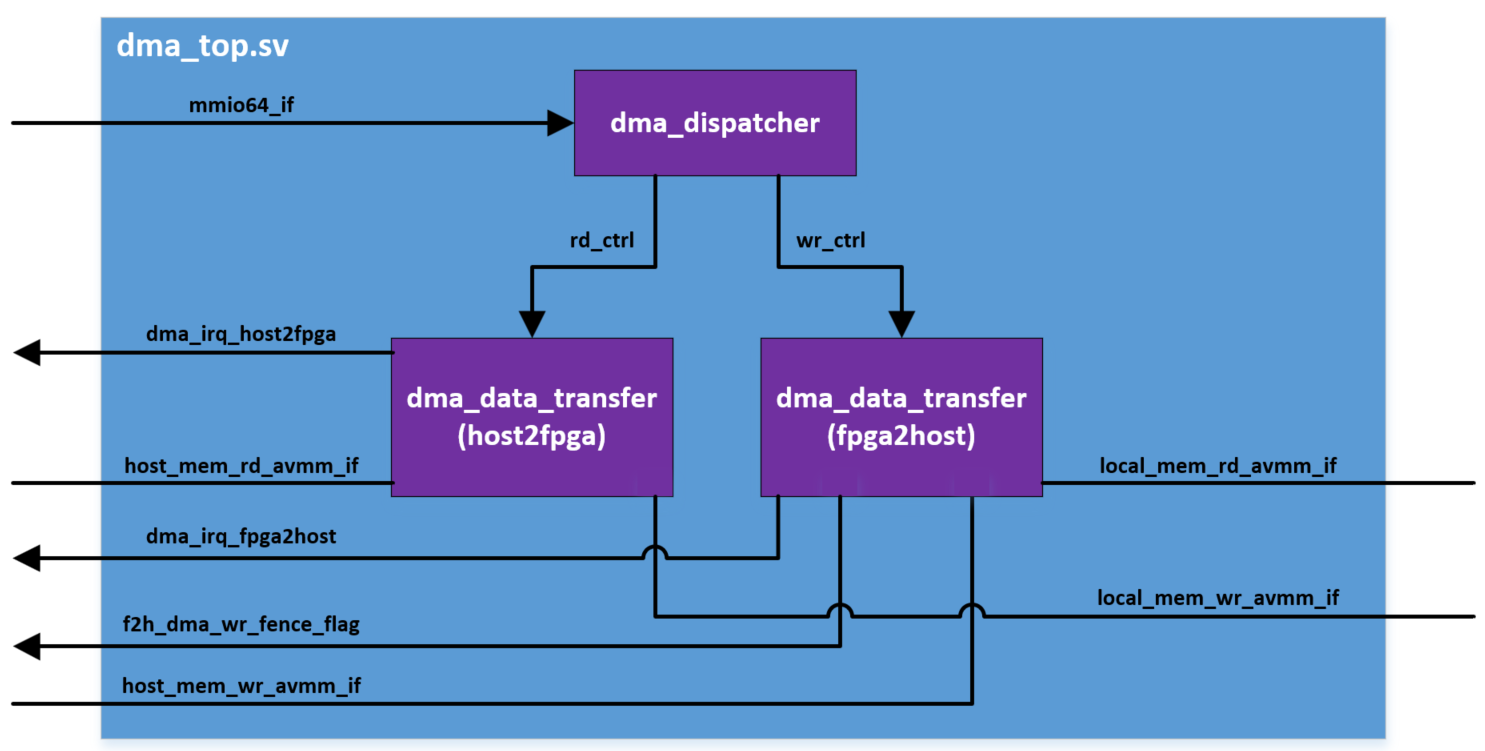 dma_top.sv
mmio64_if
dma_dispatcher
rd_ctrl
wr_ctrl
dma_irq_host2fpga
dma_data_transfer
(host2fpga)
dma_data_transfer
(fpga2host)
host_mem_rd_avmm_if
local_mem_rd_avmm_if
dma_irq_fpga2host
local_mem_wr_avmm_if
f2h_dma_wr_fence_flag
host_mem_wr_avmm_if